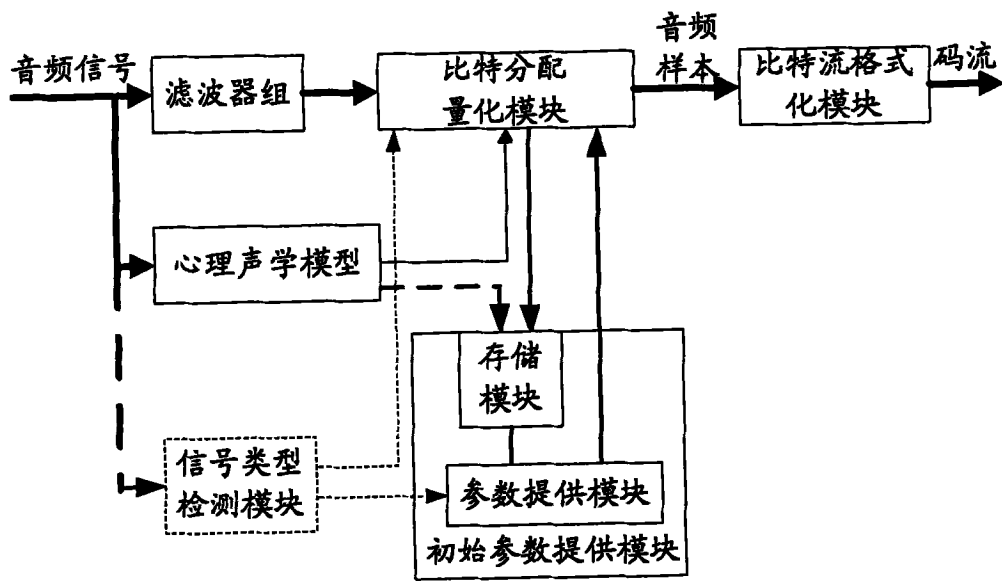 音频信号
滤波器组
比特分配
量化模块
音频
样本
比特流格式
化模块
码流
心理声学模型
存储
模块
信号类型
检测模块
参数提供模块
初始参数提供模块